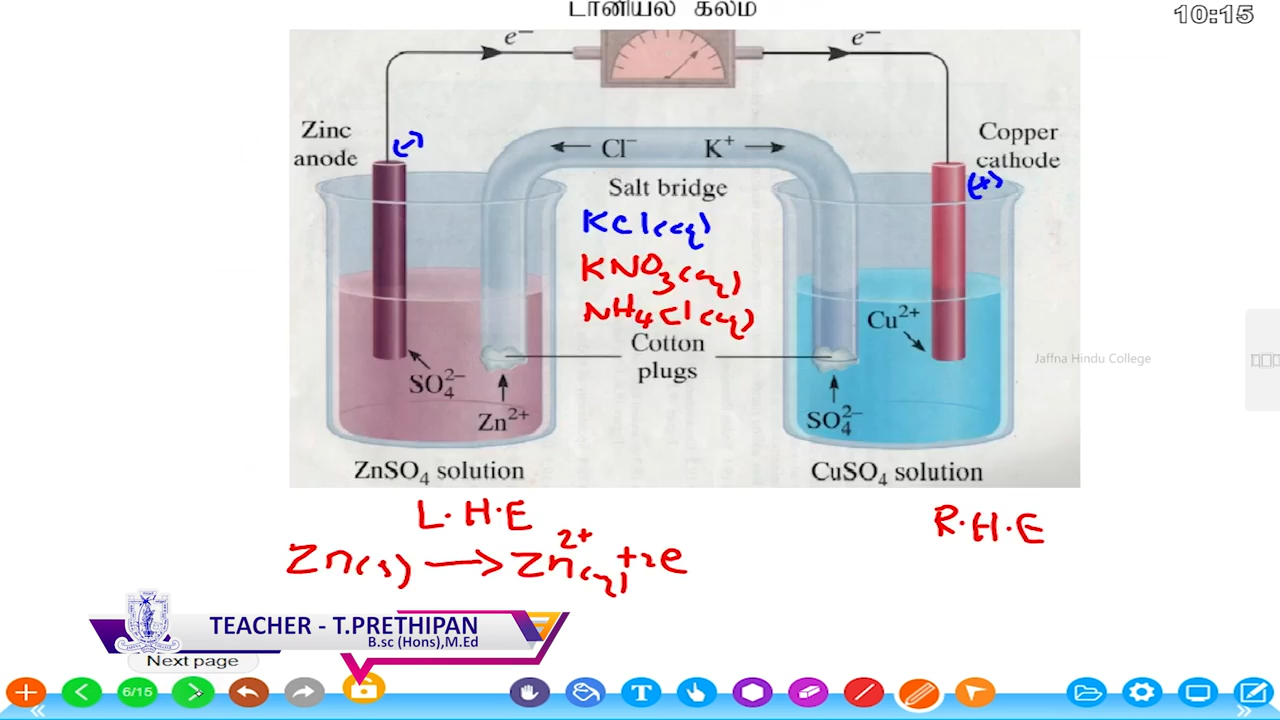 டானியல் கலம்
10:15
e⁻
e⁻
Zinc
anode
(-)
Copper
cathode
(+)
Cl⁻
K⁺
Salt bridge
KCl(aq)
KNO₃(aq)
NH₄Cl(aq)
Cotton
plugs
Cu²⁺
Jaffna Hindu College
SO₄²⁻
Zn²⁺
SO₄²⁻
ZnSO₄ solution
CuSO₄ solution
L.H.E
R.H.E
Zn(s) → Zn²⁺(aq) + 2e
TEACHER - T.PRETHIPAN
B.sc (Hons),M.Ed
Next page
6/15
T